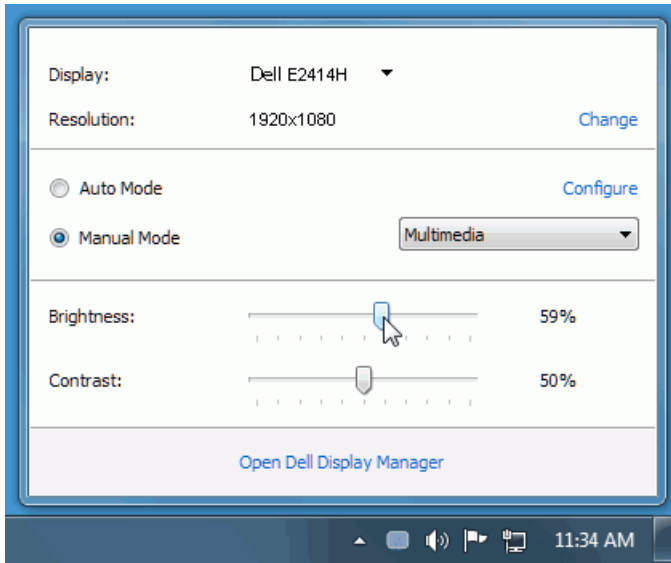 Display: Dell E2414H
Resolution: 1920x1080 Change
Auto Mode Configure
Manual Mode Multimedia
Brightness: 59%
Contrast: 50%
Open Dell Display Manager
11:34 AM